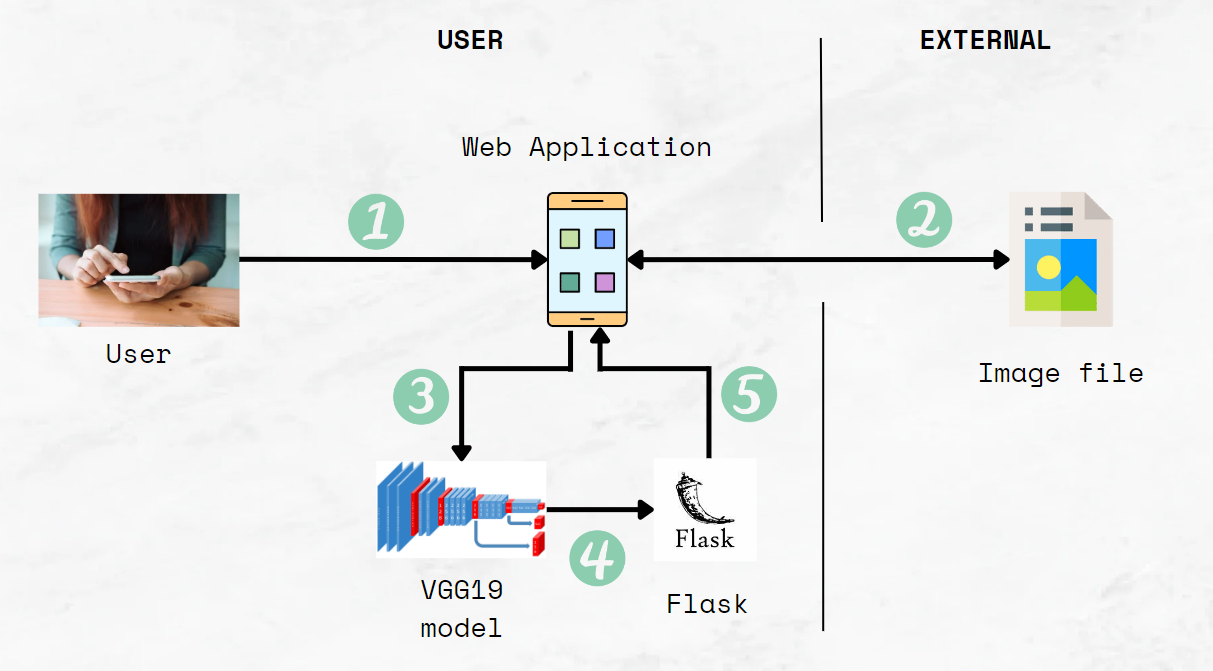 USER
EXTERNAL
Web Application
1
2
User
Image file
3
5
Flask
4
VGG19
model
Flask